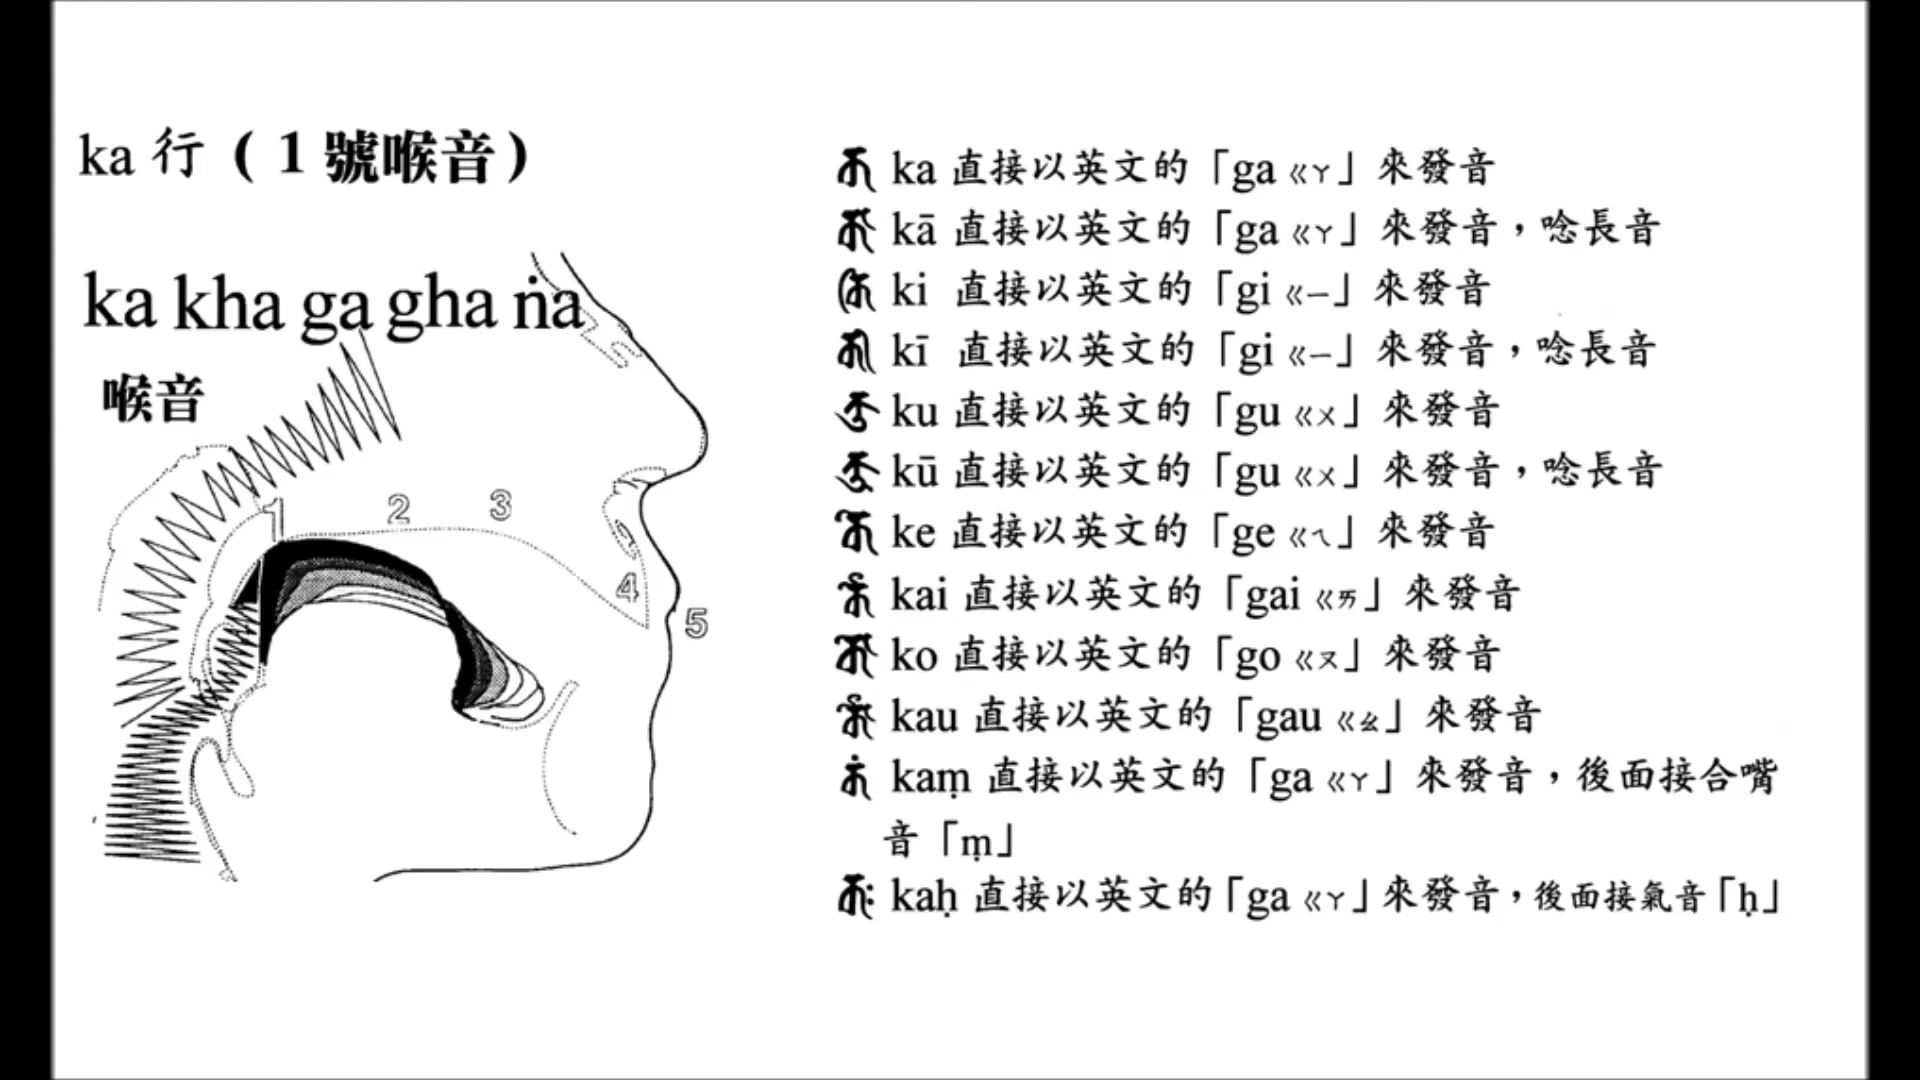 ka 行（1 號喉音）
ka kha ga gha ṅa
喉音
1 2 3
4
5
𑖎 ka 直接以英文的「ga ㄍㄚ」來發音
𑖎𑖯 kā 直接以英文的「ga ㄍㄚ」來發音，唸長音
𑖎𑖰 ki 直接以英文的「gi ㄍㄧ」來發音
𑖎𑖱 kī 直接以英文的「gi ㄍㄧ」來發音，唸長音
𑖎𑖲 ku 直接以英文的「gu ㄍㄨ」來發音
𑖎𑖳 kū 直接以英文的「gu ㄍㄨ」來發音，唸長音
𑖎𑖸 ke 直接以英文的「ge ㄍㄟ」來發音
𑖎𑖹 kai 直接以英文的「gai ㄍㄞ」來發音
𑖎𑖺 ko 直接以英文的「go ㄍㄡ」來發音
𑖎𑖻 kau 直接以英文的「gau ㄍㄠ」來發音
𑖎𑖽 kaṃ 直接以英文的「ga ㄍㄚ」來發音，後面接合嘴
音「ṃ」
𑖎𑖾 kaḥ 直接以英文的「ga ㄍㄚ」來發音，後面接氣音「ḥ」